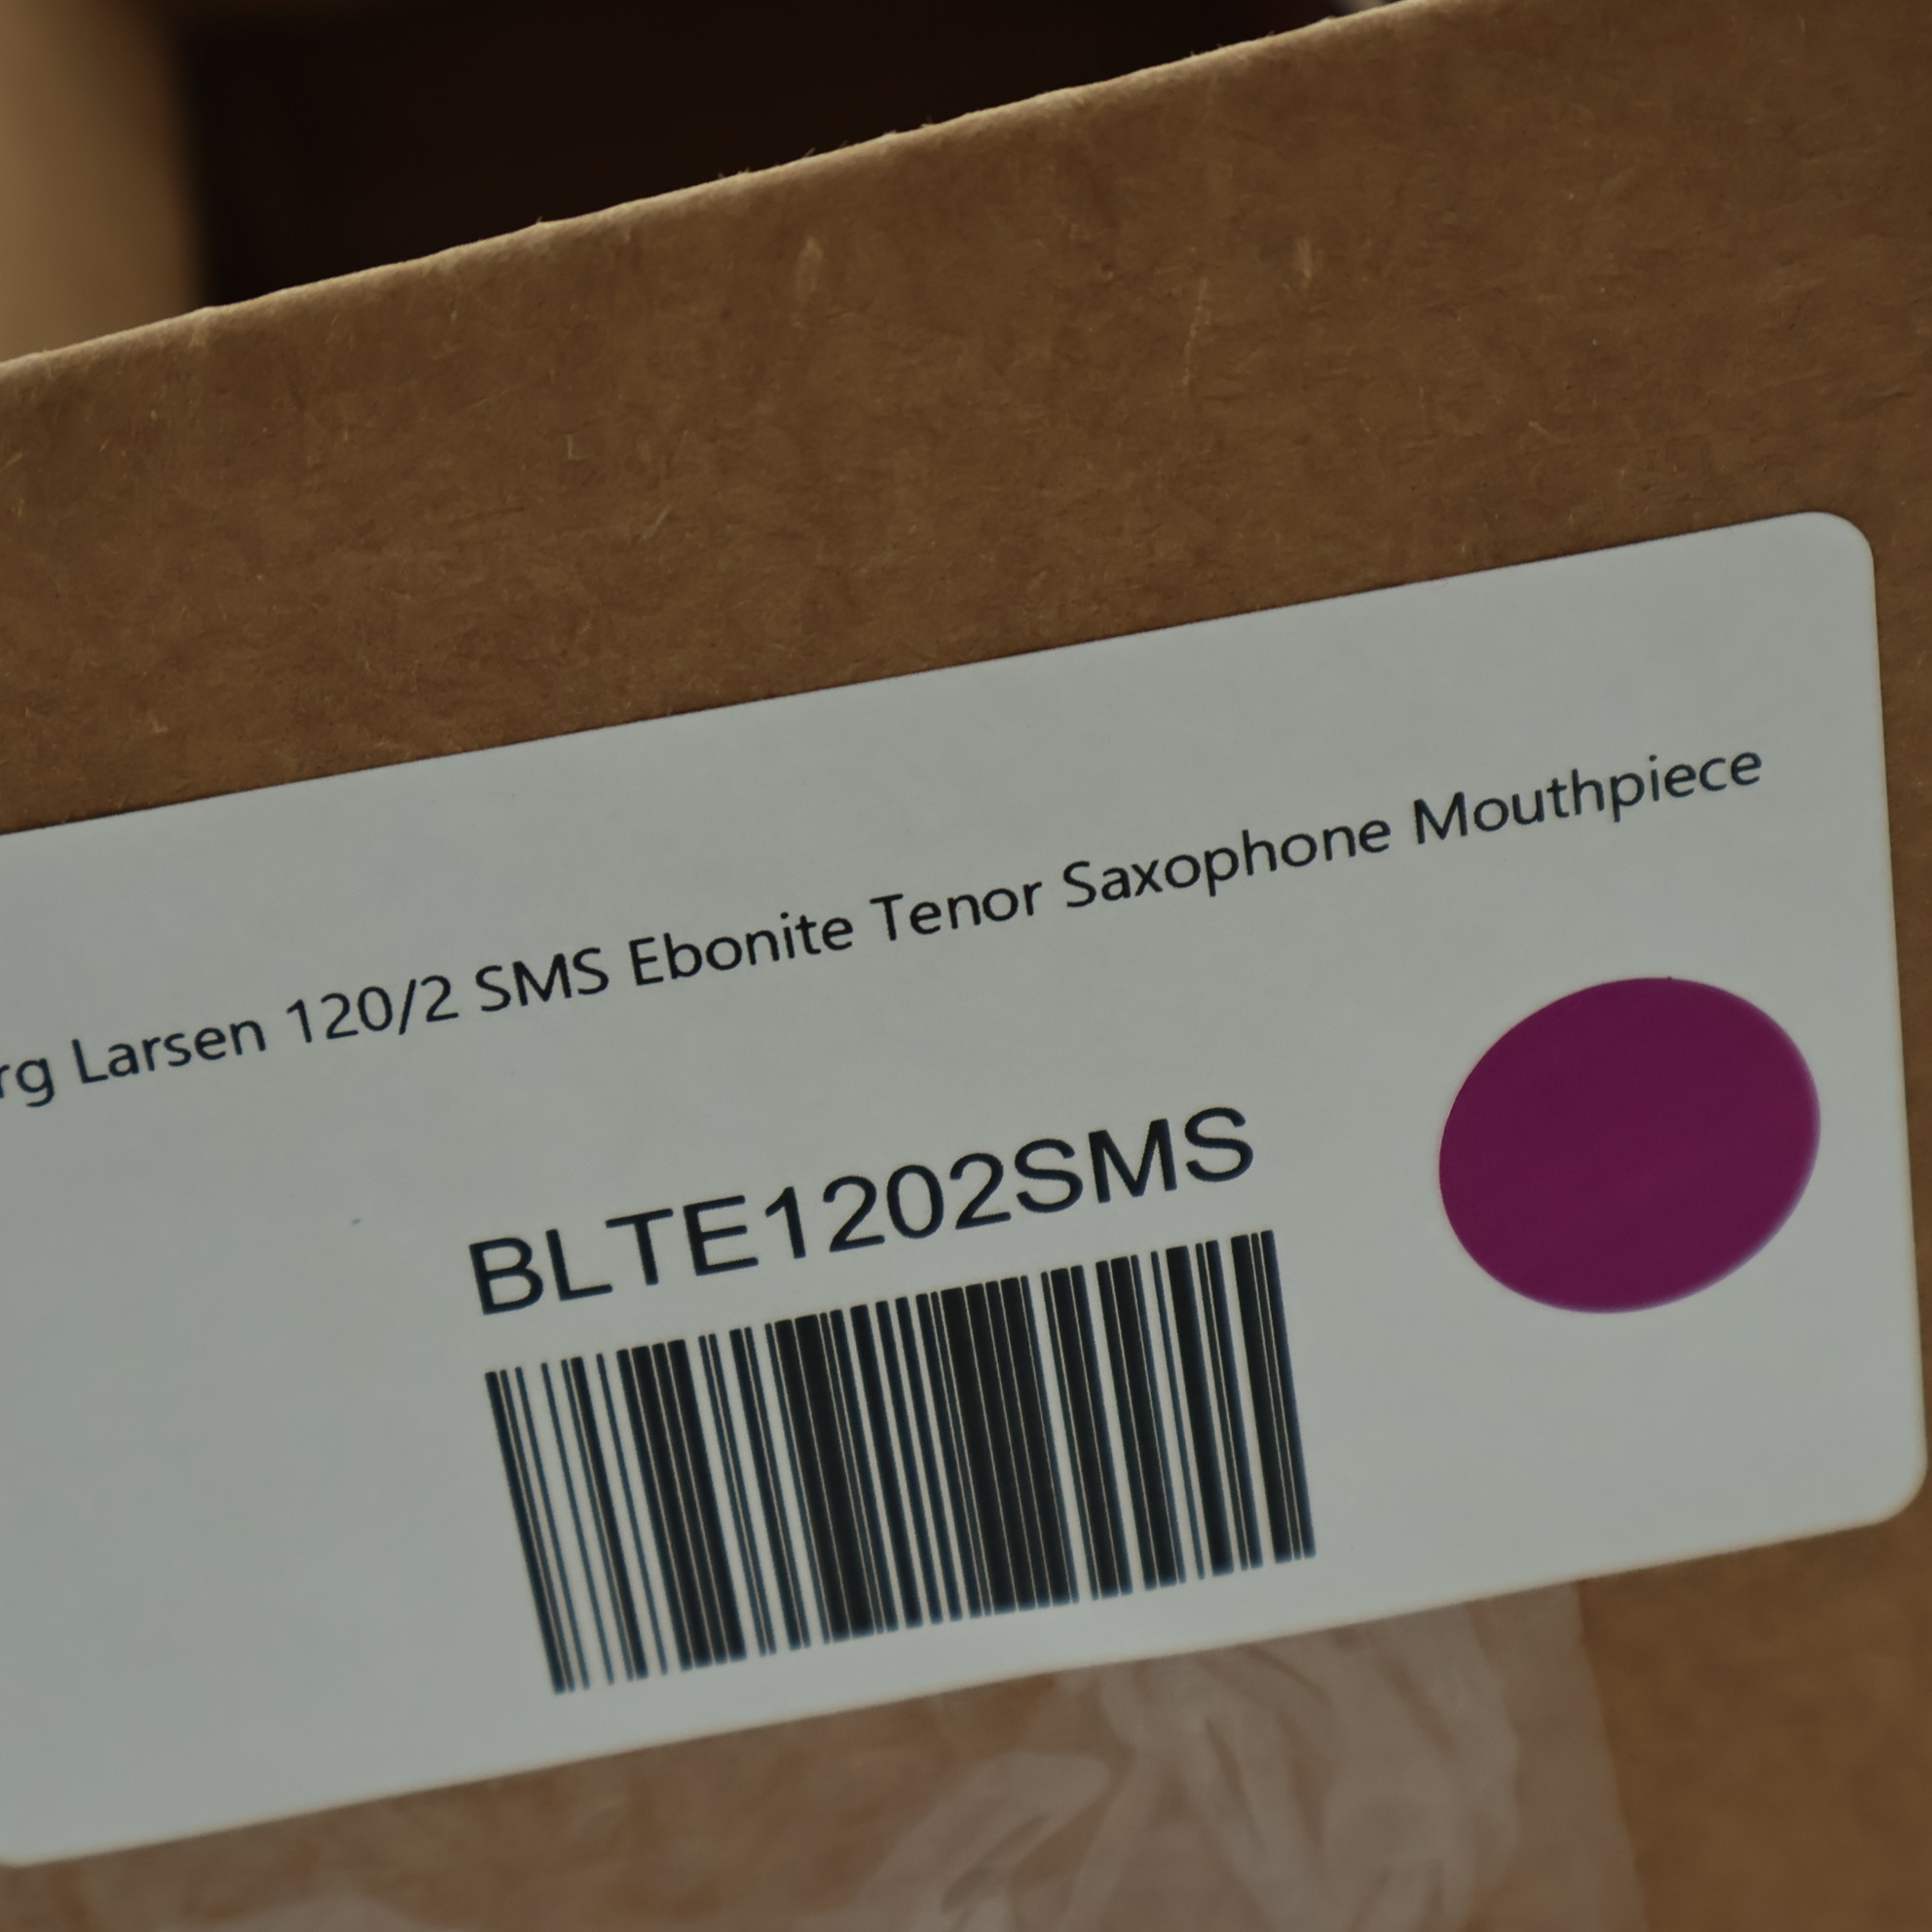 rg Larsen 120/2 SMS Ebonite Tenor Saxophone Mouthpiece
BLTE1202SMS